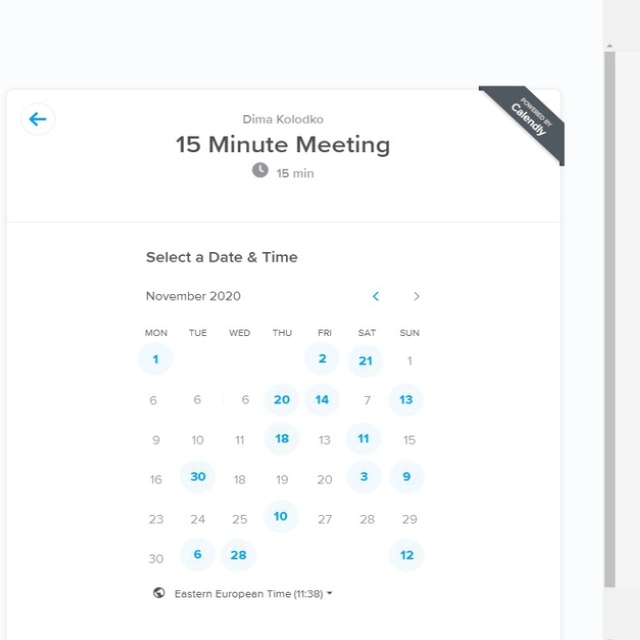 Dima Kolodko
15 Minute Meeting
15 min
POWERED BY
Calendly
Select a Date & Time
November 2020
MON TUE WED THU FRI SAT SUN
1 2 21 1
6 6 6 20 14 7 13
9 10 11 18 13 11 15
16 30 18 19 20 3 9
23 24 25 10 27 28 29
30 6 28 12
Eastern European Time (11:38)